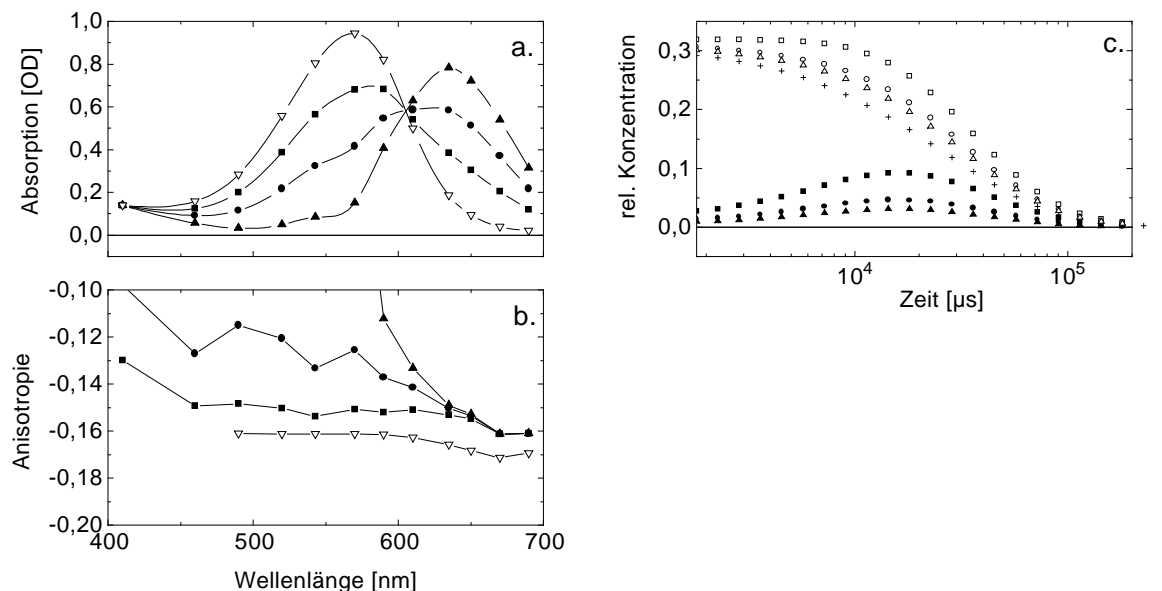 1,0
0,8
0,6
0,4
0,2
0,0
Absorption [OD]
a.
-0,10
-0,12
-0,14
-0,16
-0,18
-0,20
Anisotropie
b.
400 500 600 700
Wellenlänge [nm]
0,3
0,2
0,1
0,0
rel. Konzentration
c.
10⁴ 10⁵
Zeit [µs]